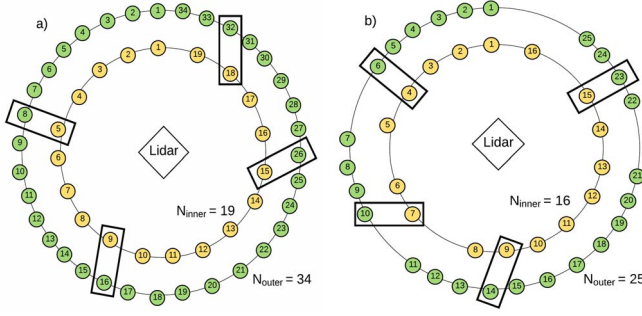 a)
1 2 3 4 5 6 7 8 9 10 11 12 13 14 15 16 17 18 19 20 21 22 23 24 25 26 27 28 29 30 31 32 33 34
1 2 3 4 5 6 7 8 9 10 11 12 13 14 15 16 17 18 19
Lidar
Ninner = 19
Nouter = 34
b)
1 2 3 4 5 6 7 8 9 10 11 12 13 14 15 16 17 18 19 20 21 22 23 24 25
1 2 3 4 5 6 7 8 9 10 11 12 13 14 15 16
Lidar
Ninner = 16
Nouter = 25